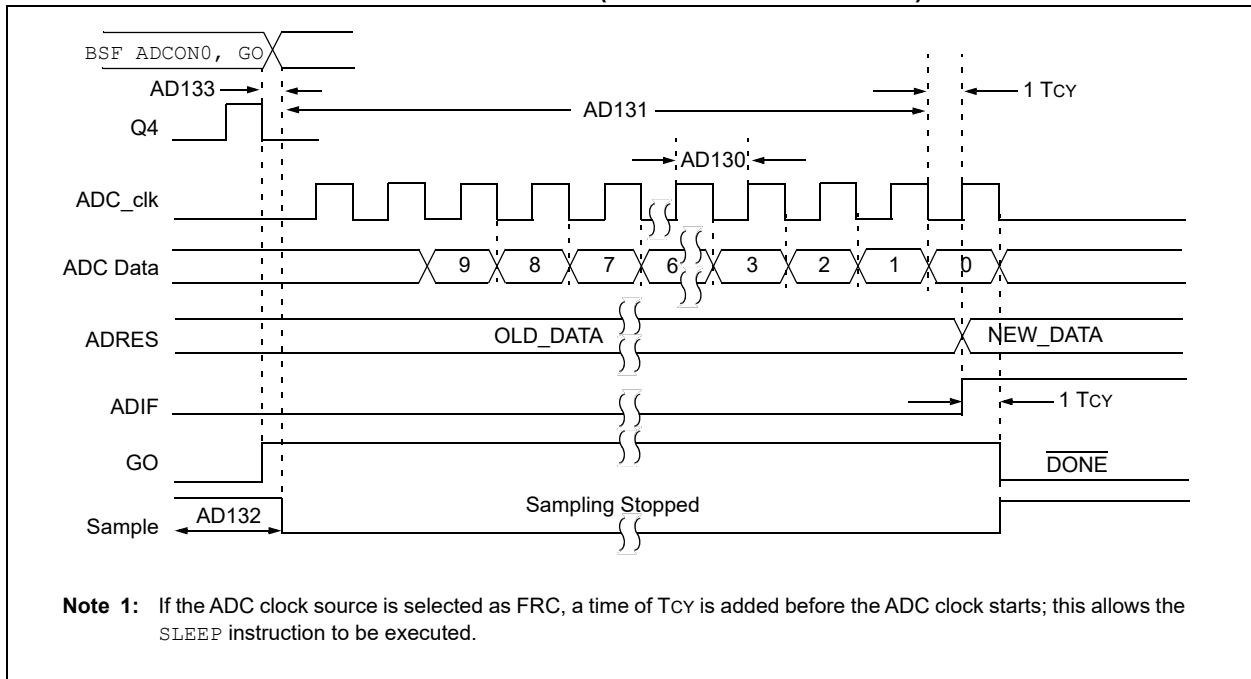 BSF ADCON0, GO
AD133
1 TCY
AD131
Q4
AD130
ADC_clk
ADC Data 9 8 7 6 3 2 1 0
OLD_DATA
ADRES NEW_DATA
ADIF
1 TCY
GO DONE
Sampling Stopped
AD132
Sample
Note 1: If the ADC clock source is selected as FRC, a time of TCY is added before the ADC clock starts; this allows the
SLEEP instruction to be executed.